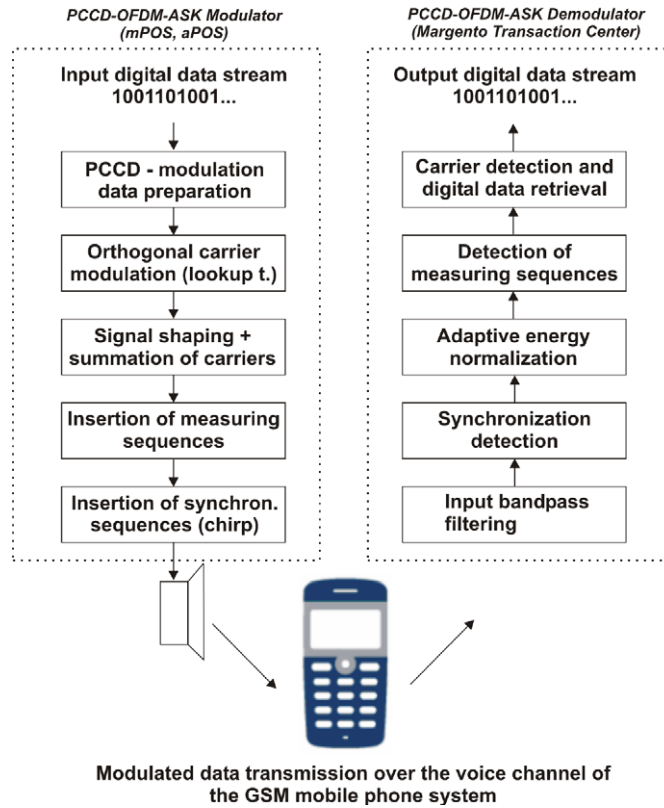 PCCD-OFDM-ASK Modulator
(mPOS, aPOS)
Input digital data stream
1001101001...
PCCD - modulation
data preparation
Orthogonal carrier
modulation (lookup t.)
Signal shaping +
summation of carriers
Insertion of measuring
sequences
Insertion of synchron.
sequences (chirp)
PCCD-OFDM-ASK Demodulator
(Margento Transaction Center)
Output digital data stream
1001101001...
Carrier detection and
digital data retrieval
Detection of
measuring sequences
Adaptive energy
normalization
Synchronization
detection
Input bandpass
filtering
Modulated data transmission over the voice channel of
the GSM mobile phone system